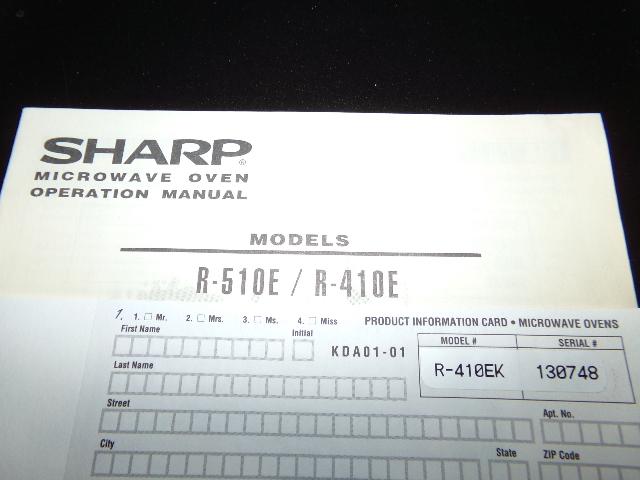 SHARP®
MICROWAVE OVEN
OPERATION MANUAL
MODELS
R-510E / R-410E
1. 1. Mr. 2. Mrs. 3. Ms. 4. Miss
PRODUCT INFORMATION CARD • MICROWAVE OVENS
First Name Initial
KDA01-01
MODEL # SERIAL #
R-410EK 130748
Last Name
Street Apt. No.
City State ZIP Code